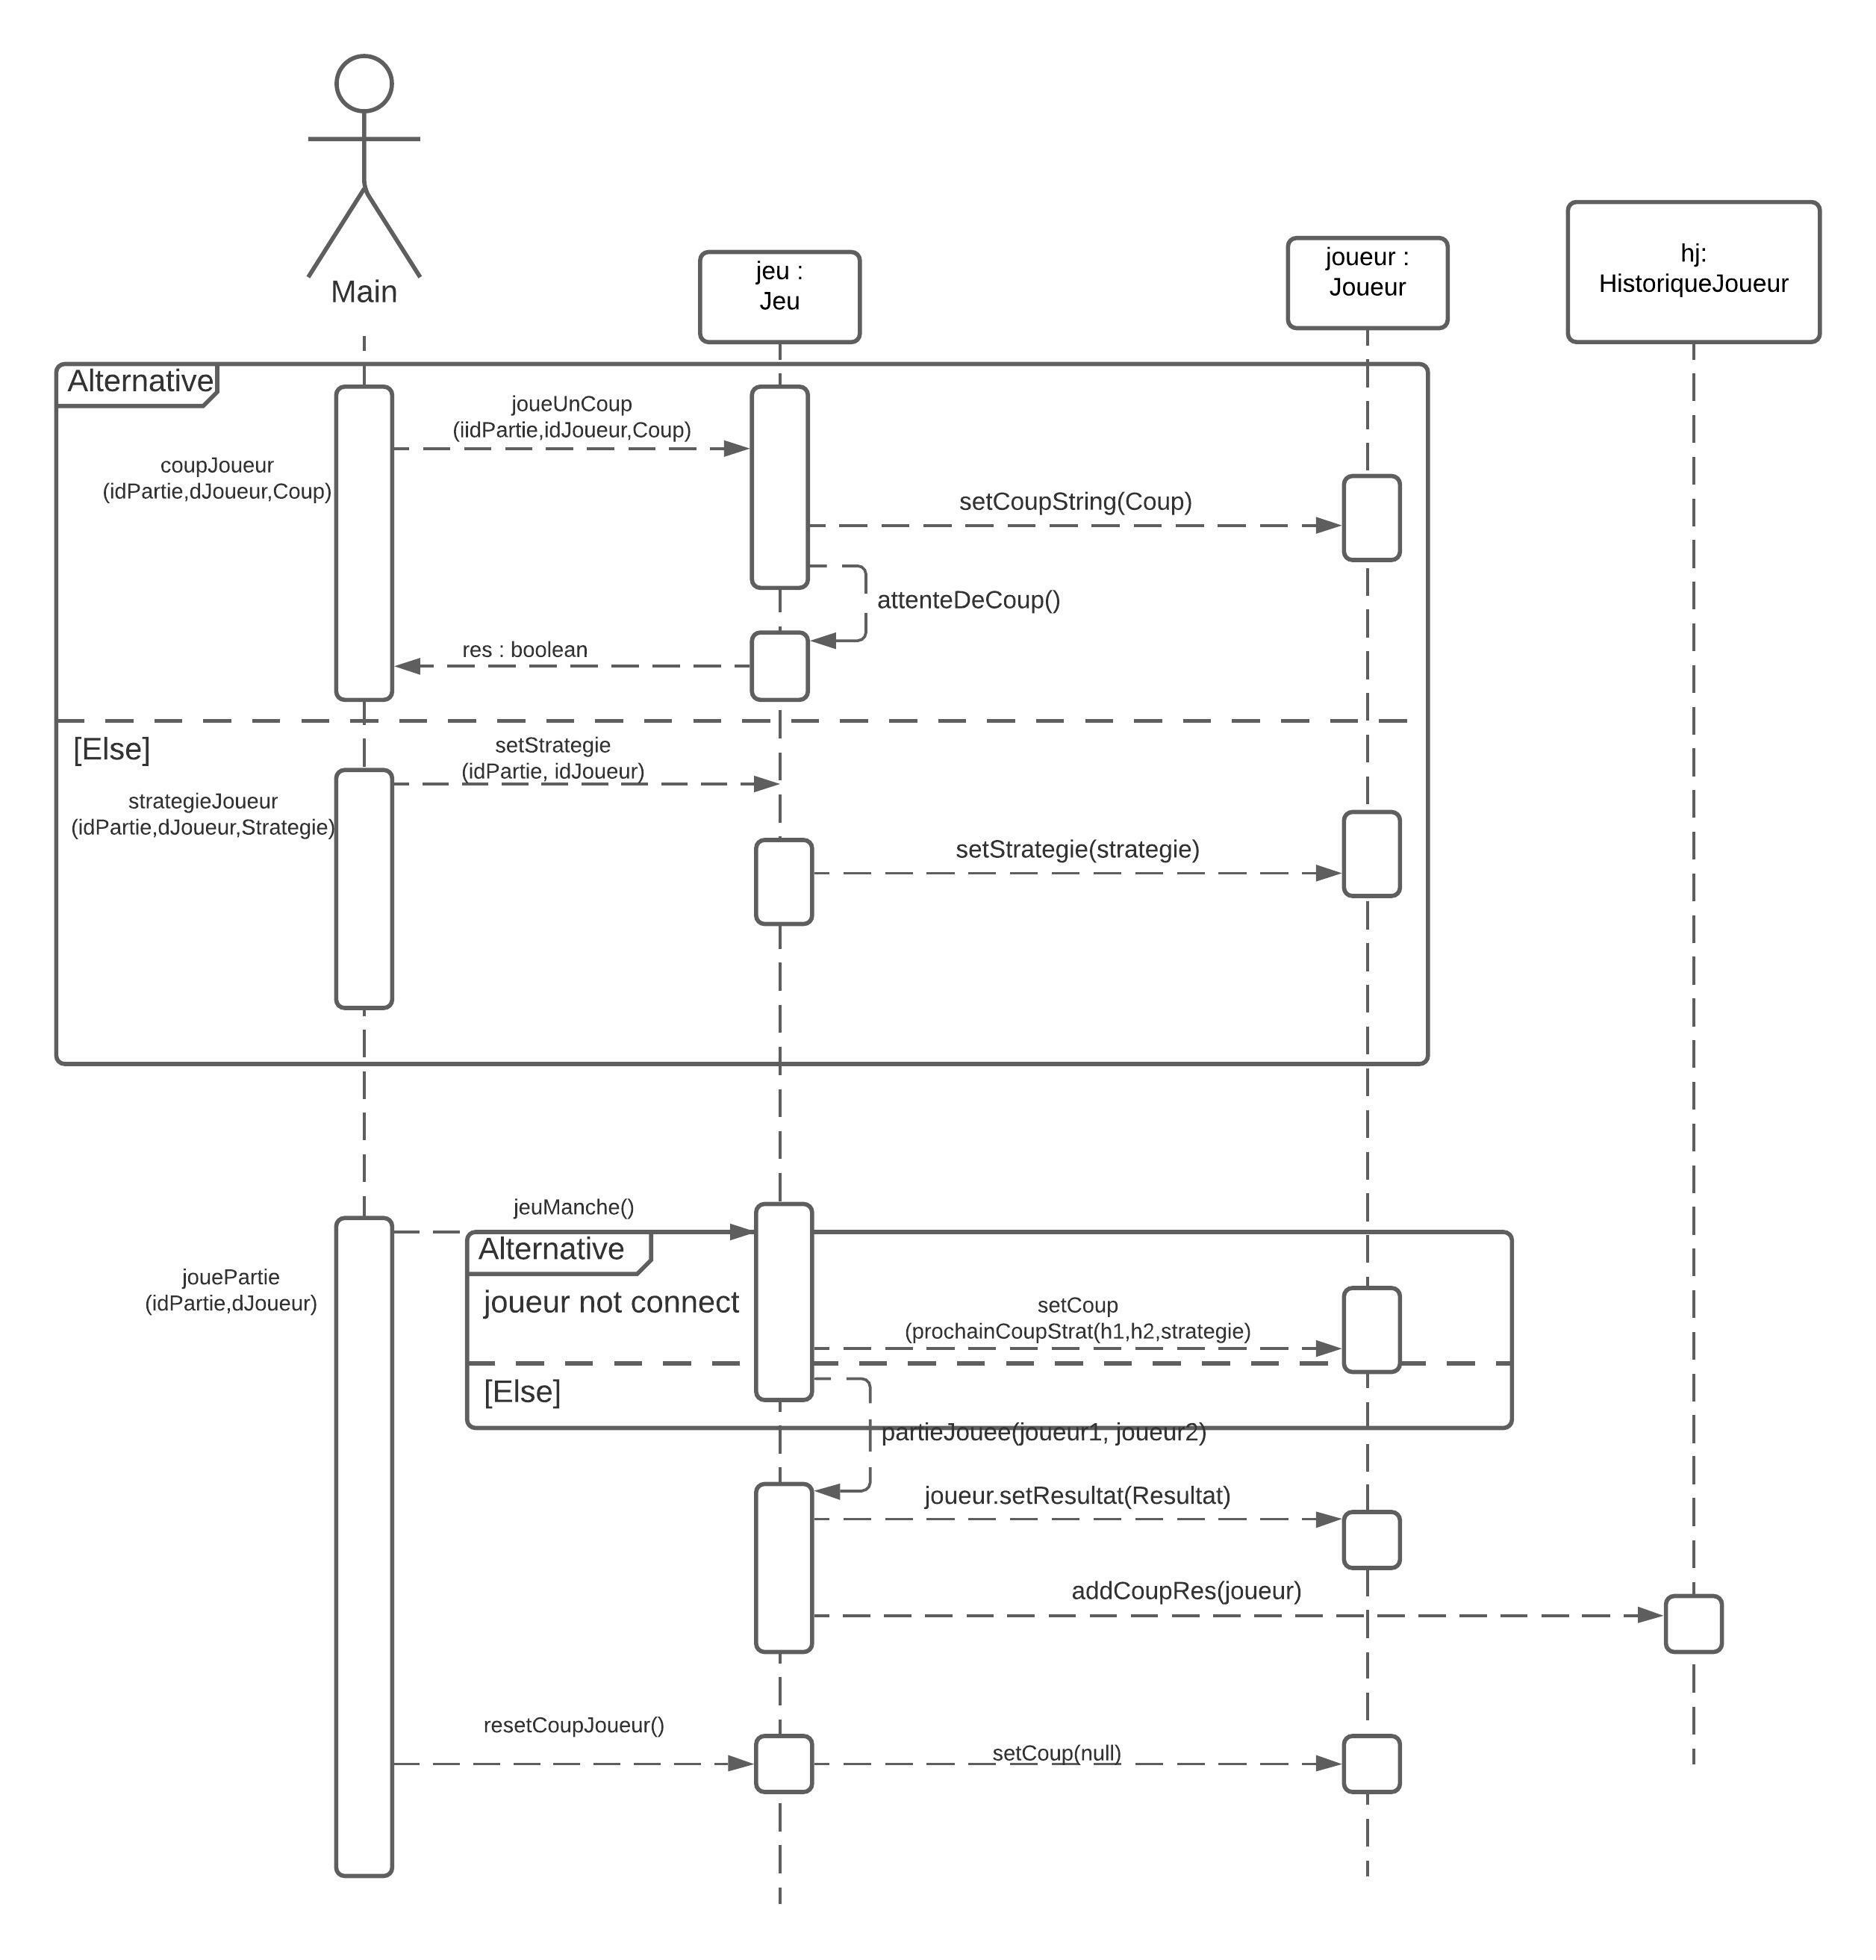 Main
jeu :
Jeu
joueur :
Joueur
hj:
HistoriqueJoueur
Alternative
joueUnCoup
(iidPartie,idJoueur,Coup)
coupJoueur
(idPartie,dJoueur,Coup)
setCoupString(Coup)
attenteDeCoup()
res : boolean
[Else]
setStrategie
(idPartie, idJoueur)
strategieJoueur
(idPartie,dJoueur,Strategie)
setStrategie(strategie)
jeuManche()
Alternative
jouePartie
(idPartie,dJoueur)
joueur not connect
setCoup
(prochainCoupStrat(h1,h2,strategie)
[Else]
partieJouee(joueur1, joueur2)
joueur.setResultat(Resultat)
addCoupRes(joueur)
resetCoupJoueur()
setCoup(null)